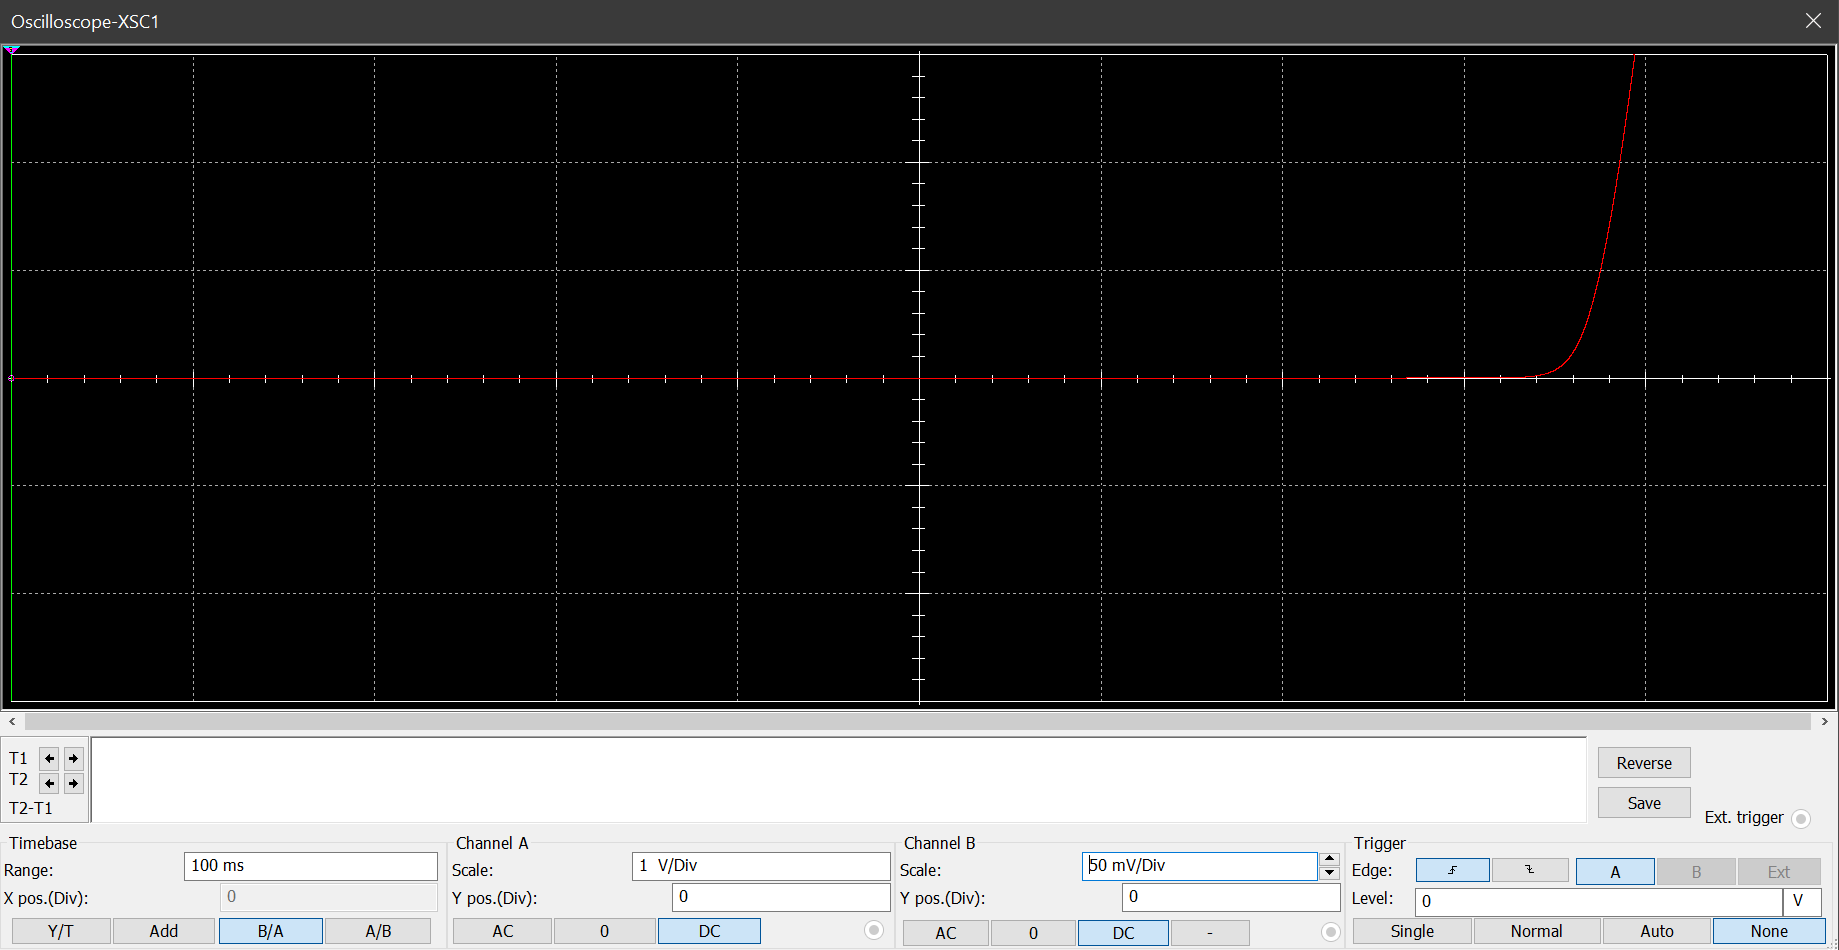 Oscilloscope-XSC1
T1
T2
T2-T1
Reverse
Save
Ext. trigger
Timebase
Range: 100 ms
X pos.(Div): 0
Y/T Add B/A A/B
Channel A
Scale: 1 V/Div
Y pos.(Div): 0
AC 0 DC
Channel B
Scale: 50 mV/Div
Y pos.(Div): 0
AC 0 DC -
Trigger
Edge: A B Ext
Level: 0 V
Single Normal Auto None